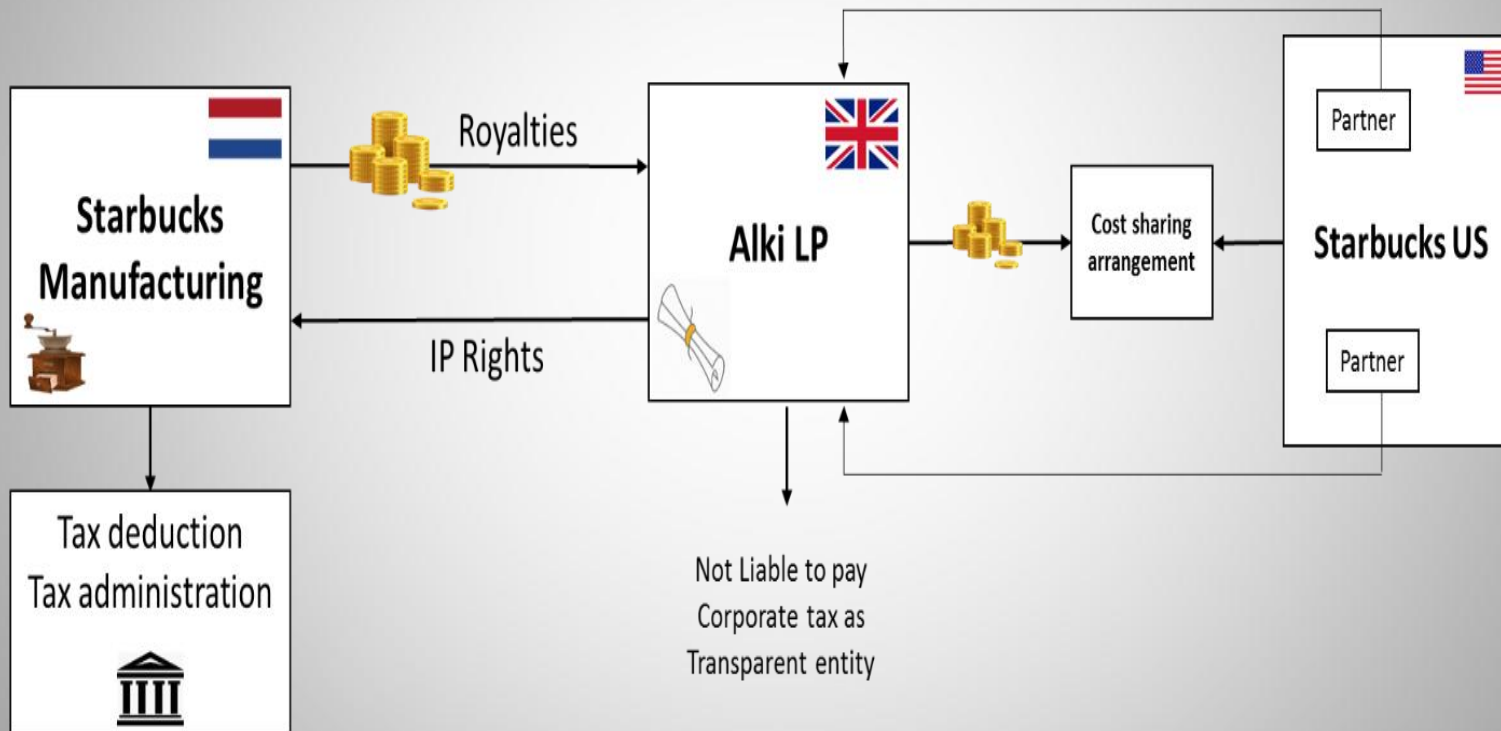 Starbucks
Manufacturing
Royalties
IP Rights
Alki LP
Cost sharing
arrangement
Partner
Starbucks US
Partner
Tax deduction
Tax administration
Not Liable to pay
Corporate tax as
Transparent entity